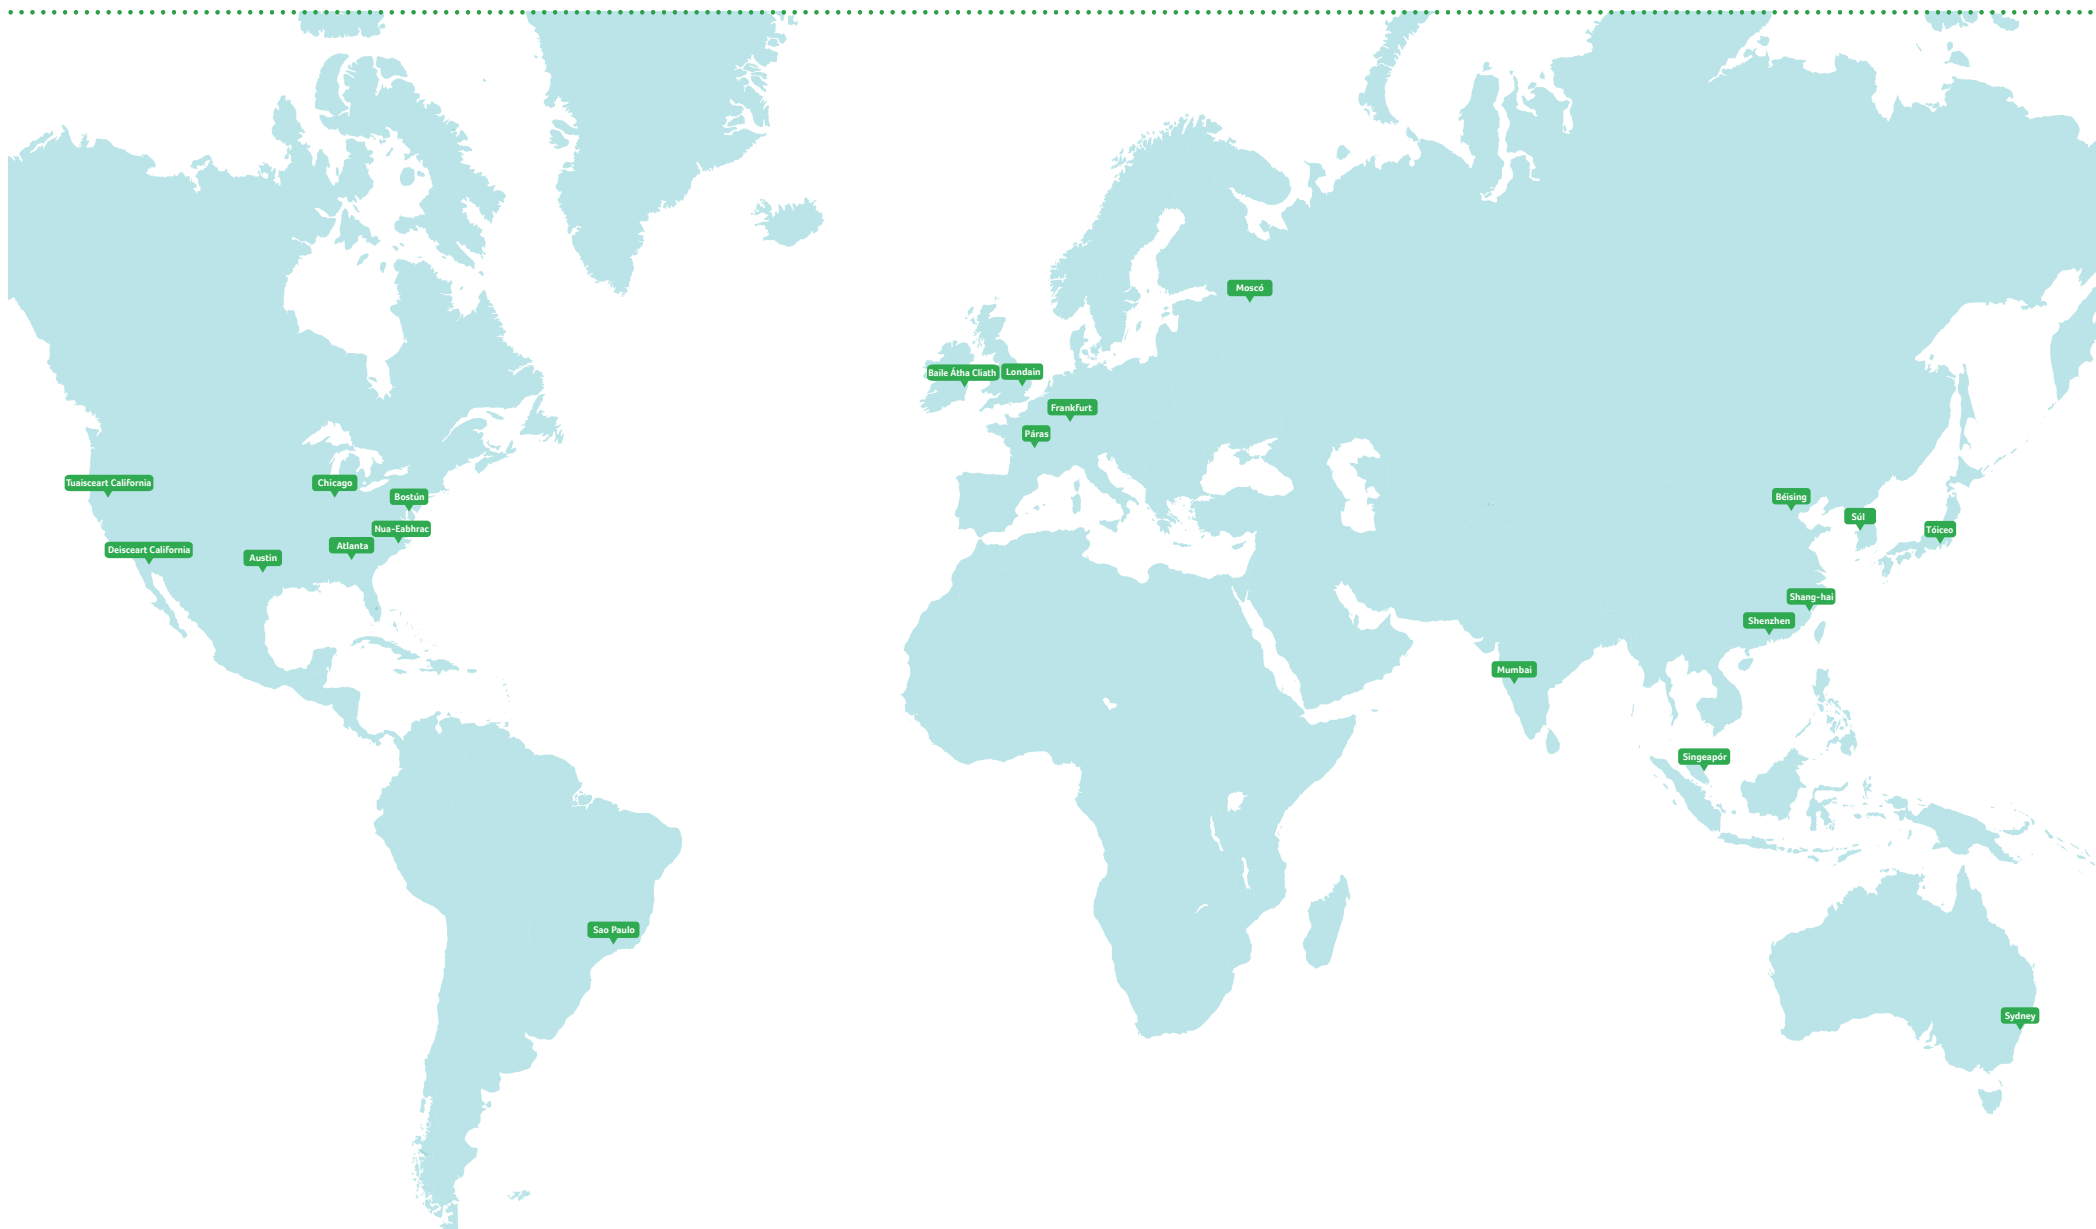 Moscó
Baile Átha Cliath
Londain
Frankfurt
Páras
Tuaisceart California
Chicago
Bostún
Nua-Eabhrac
Atlanta
Deisceart California
Austin
Béising
Súl
Tóiceo
Shang-hai
Shenzhen
Mumbai
Singeapór
Sao Paulo
Sydney